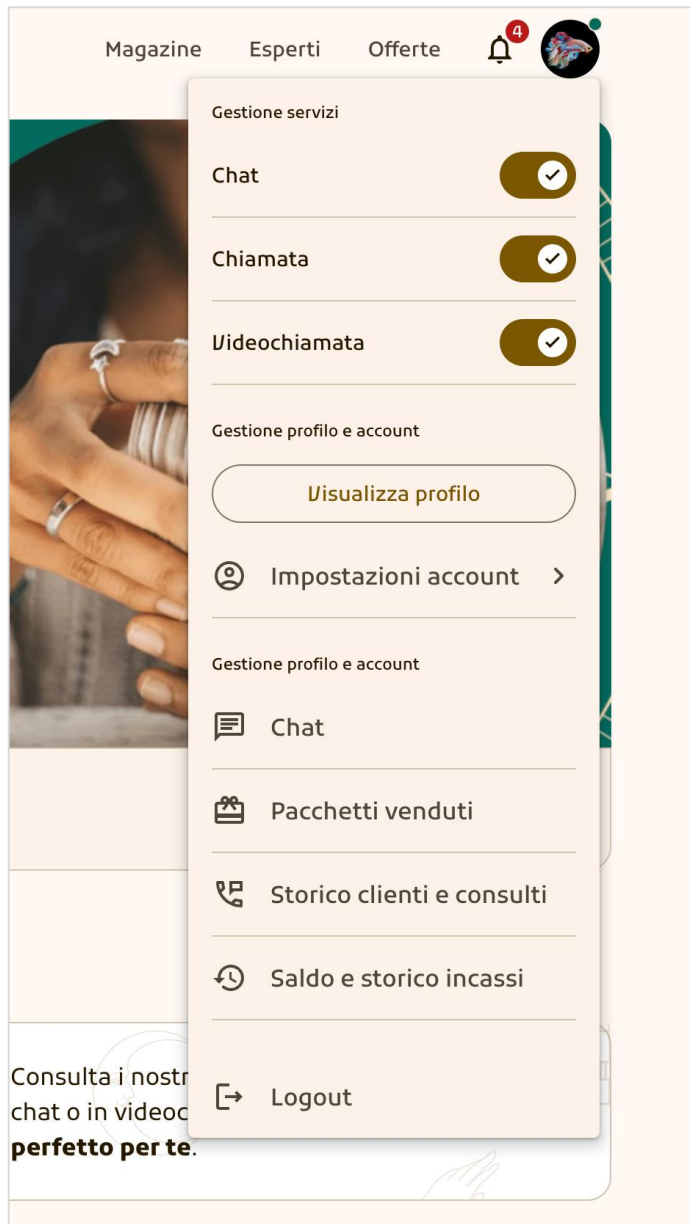 Magazine Esperti Offerte 4
Gestione servizi
Chat
Chiamata
Videochiamata
Gestione profilo e account
Visualizza profilo
Impostazioni account
Gestione profilo e account
Chat
Pacchetti venduti
Storico clienti e consulti
Saldo e storico incassi
Logout
Consulta i nostr
chat o in videoc
perfetto per te.